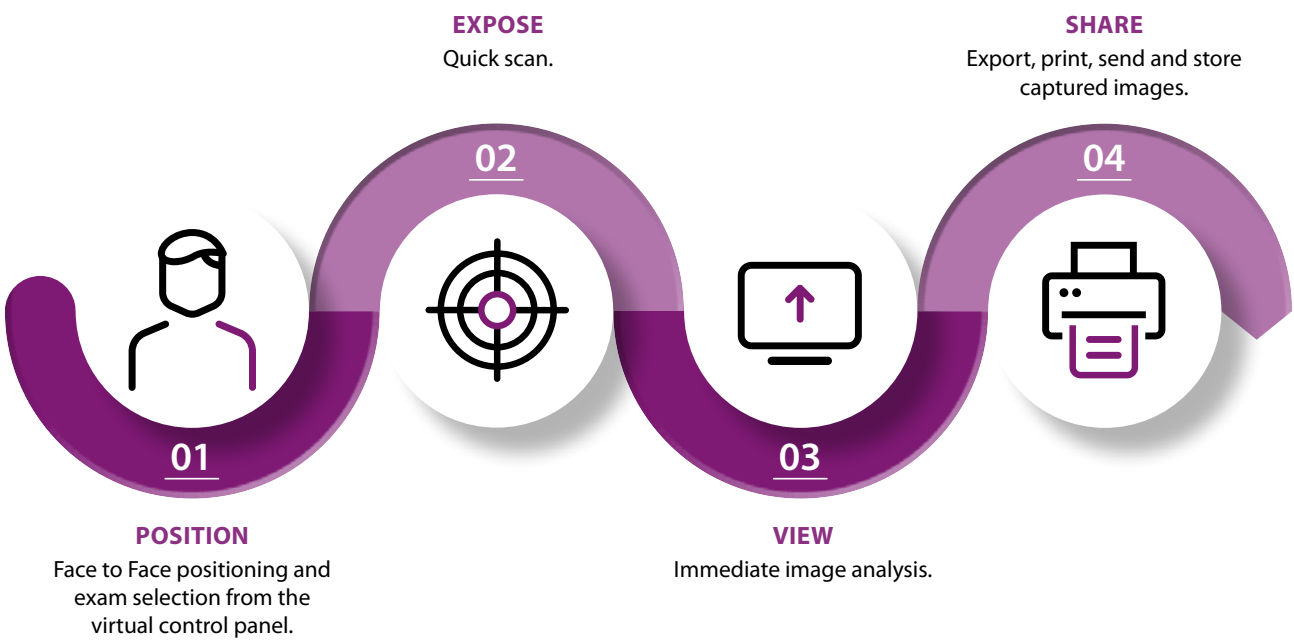 01
POSITION
Face to Face positioning and
exam selection from the
virtual control panel.
EXPOSE
Quick scan.
02
03
VIEW
Immediate image analysis.
SHARE
Export, print, send and store
captured images.
04